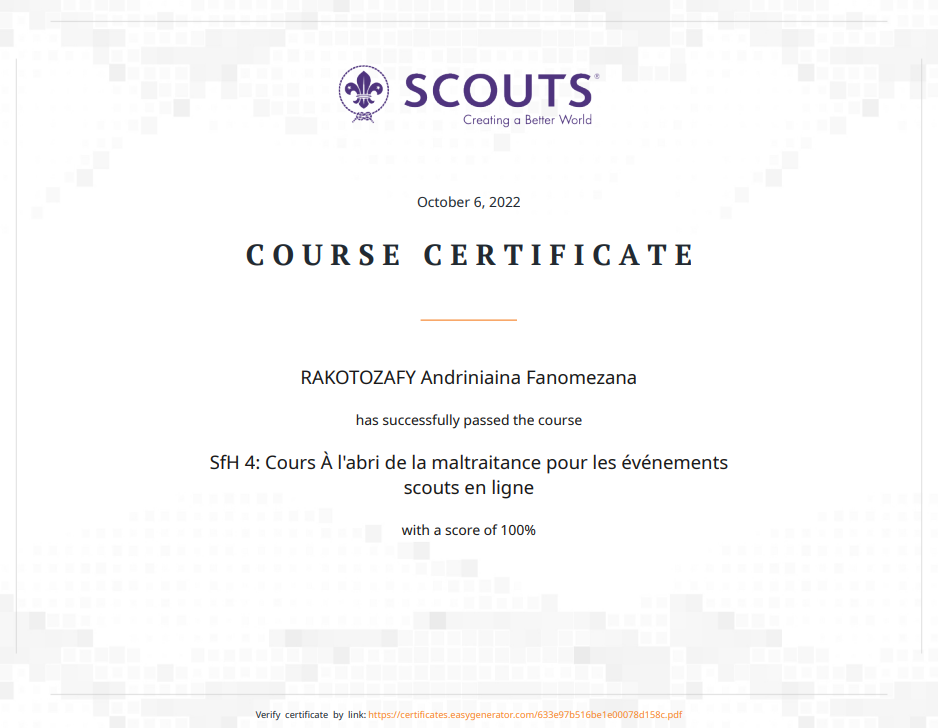 SCOUTS®
Creating a Better World
October 6, 2022
COURSE CERTIFICATE
RAKOTOZAFY Andriniaina Fanomezana
has successfully passed the course
SfH 4: Cours À l'abri de la maltraitance pour les événements
scouts en ligne
with a score of 100%
Verify certificate by link: https://certificates.easygenerator.com/633e97b516be1e00078d158c.pdf